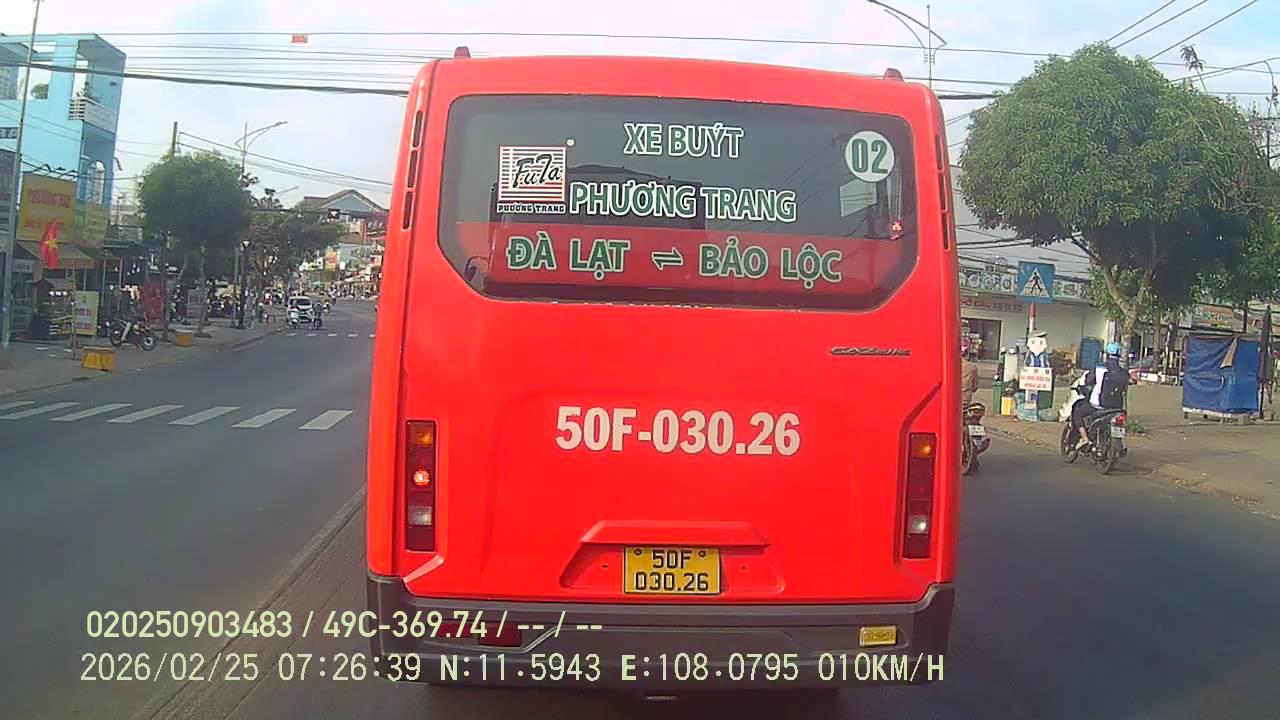 XE BUÝT
02
FuTa
PHƯƠNG TRANG
PHƯƠNG TRANG
ĐÀ LẠT ⇌ BẢO LỘC
50F-030.26
50F
030.26
020250903483 / 49C-369.74 / -- / --
2026/02/25 07:26:39 N:11.5943 E:108.0795 010KM/H